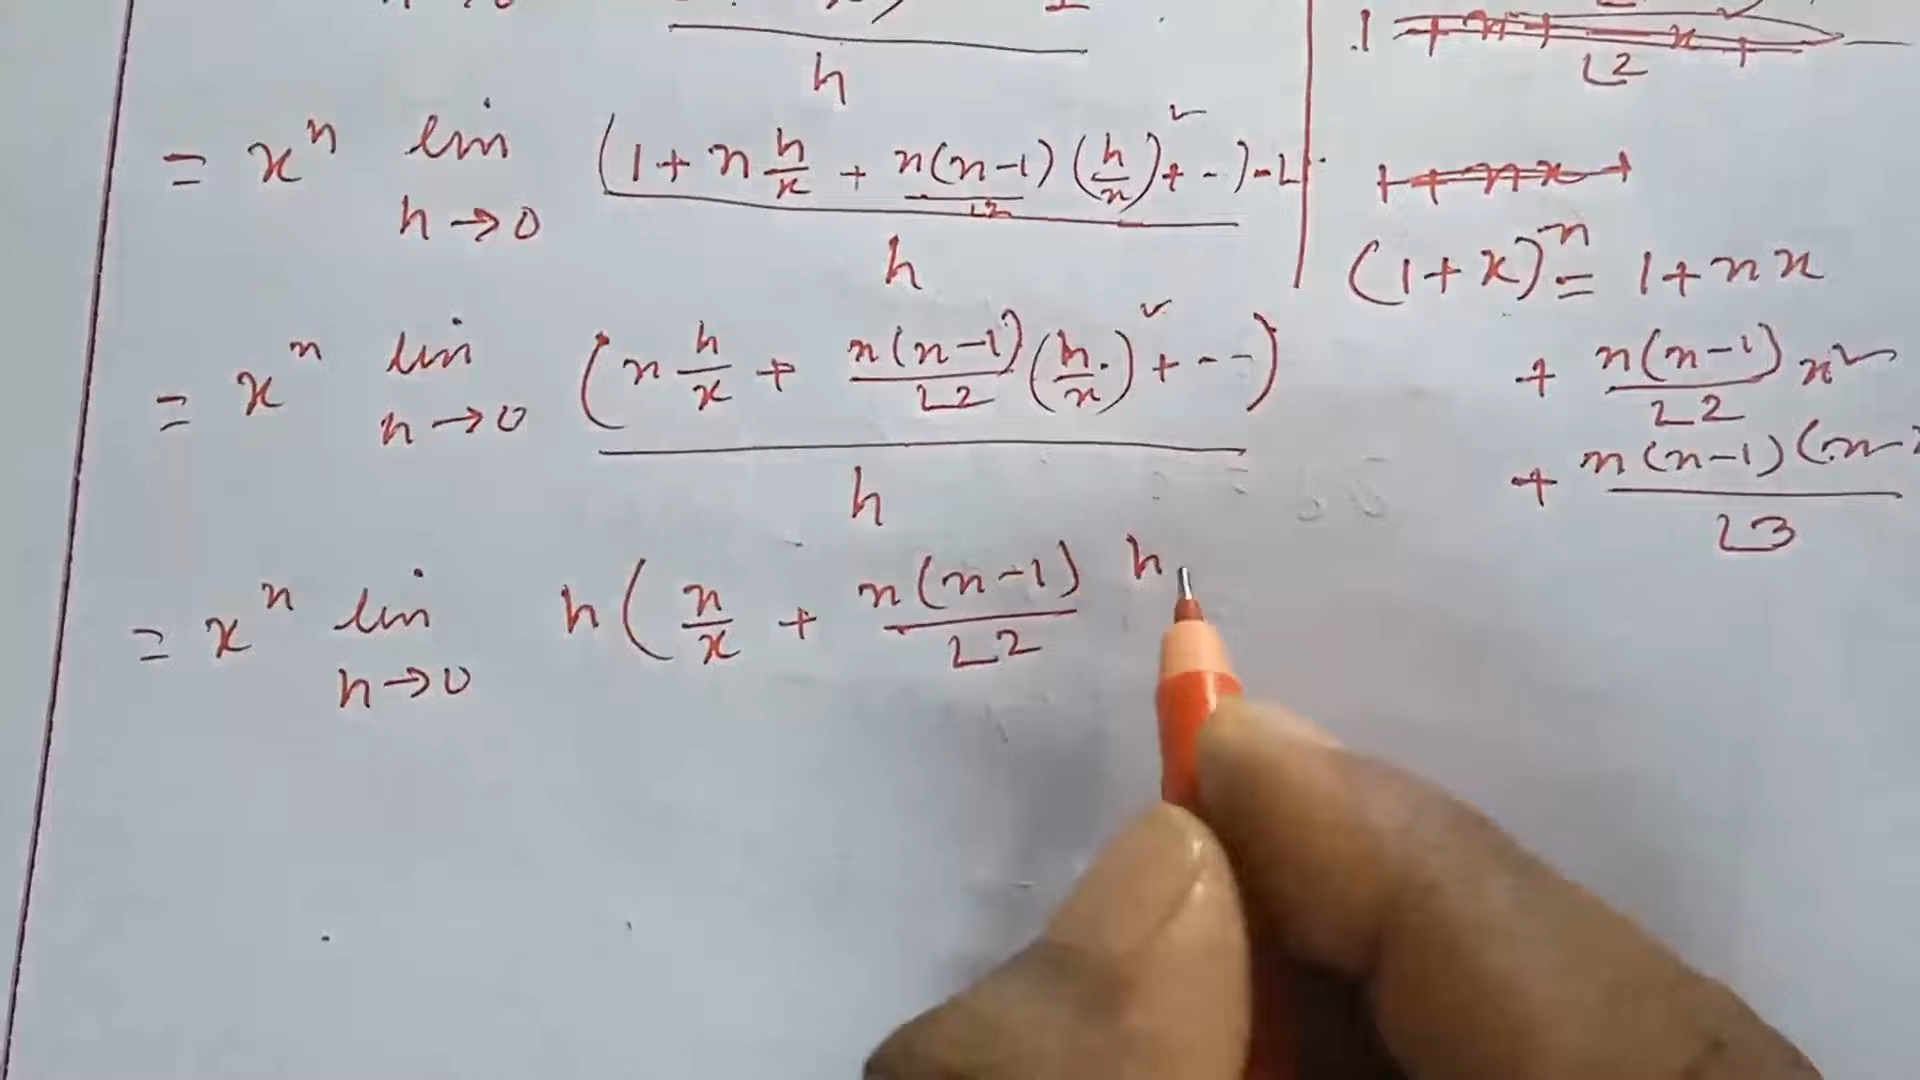 h
= x^n lim (1 + n h/x + n(n-1)/∟2 (h/x)^2 + - ) - 1
h→0 h
= x^n lim (n h/x + n(n-1)/∟2 (h/x)^2 + - -)
h→0 h
= x^n lim h( n/x + n(n-1)/∟2 h
h→0
(1+x)^n = 1+nx
+ n(n-1)/∟2 x^2
+ n(n-1)(n-
∟3